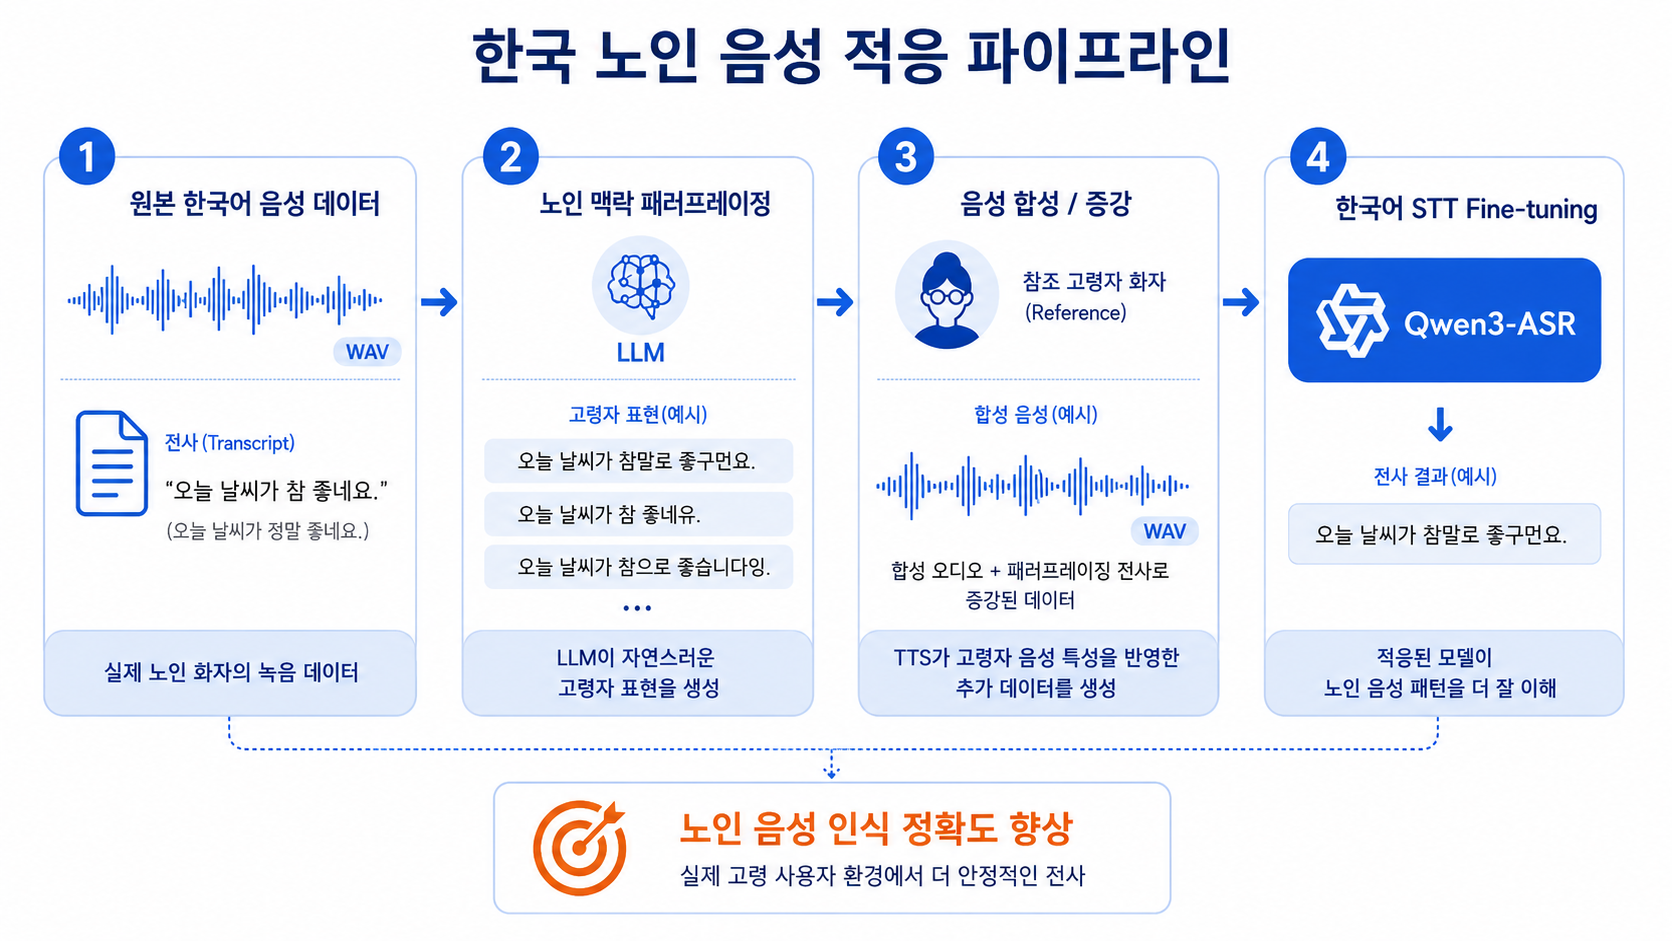 한국 노인 음성 적응 파이프라인
1
원본 한국어 음성 데이터
WAV
전사 (Transcript)
“오늘 날씨가 참 좋네요.”
(오늘 날씨가 정말 좋네요.)
실제 노인 화자의 녹음 데이터
2
노인 맥락 패러프레이징
LLM
고령자 표현(예시)
오늘 날씨가 참말로 좋구먼요.
오늘 날씨가 참 좋네유.
오늘 날씨가 참으로 좋습니다잉.
...
LLM이 자연스러운
고령자 표현을 생성
3
음성 합성 / 증강
참조 고령자 화자
(Reference)
합성 음성(예시)
WAV
합성 오디오 + 패러프레이징 전사로
증강된 데이터
TTS가 고령자 음성 특성을 반영한
추가 데이터를 생성
4
한국어 STT Fine-tuning
Qwen3-ASR
전사 결과(예시)
오늘 날씨가 참말로 좋구먼요.
적응된 모델이
노인 음성 패턴을 더 잘 이해
노인 음성 인식 정확도 향상
실제 고령 사용자 환경에서 더 안정적인 전사